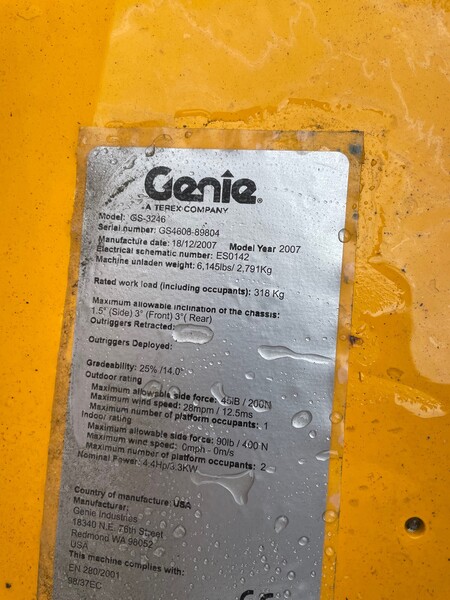 Genie®
A TEREX COMPANY
Model: GS-3246
Serial number: GS4608-89804
Manufacture date: 18/12/2007 Model Year 2007
Electrical schematic number: ES0142
Machine unladen weight: 6,145lbs/ 2,791Kg
Rated work load (including occupants): 318 Kg
Maximum allowable inclination of the chassis:
1.5° (Side) 3° (Front) 3°( Rear)
Outriggers Retracted:
Outriggers Deployed:
Gradeability: 25% /14.0°
Outdoor rating
Maximum allowable side force: 45lB / 200N
Maximum wind speed: 28mpm / 12.5ms
Maximum number of platform occupants: 1
Indoor rating
Maximum allowable side force: 90lb / 400 N
Maximum wind speed: 0mph - 0m/s
Maximum number of platform occupants: 2
Nominal Power: 4.4Hp/3.3KW
Country of manufacture: USA
Manufacturer:
Genie Industries
18340 N.E. 76th Street
Redmond WA 98052
USA
This machine complies with:
EN 280/2001
98/37EC
CE